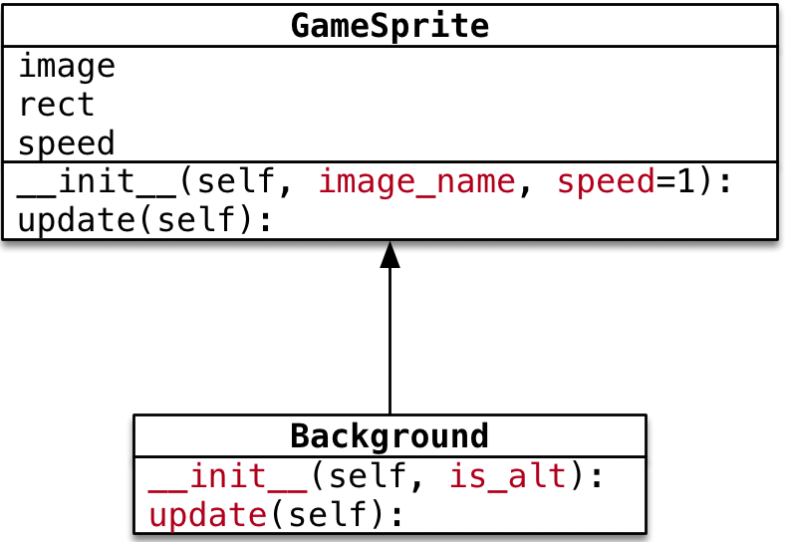 GameSprite
image
rect
speed
__init__(self, image_name, speed=1):
update(self):
Background
__init__(self, is_alt):
update(self):